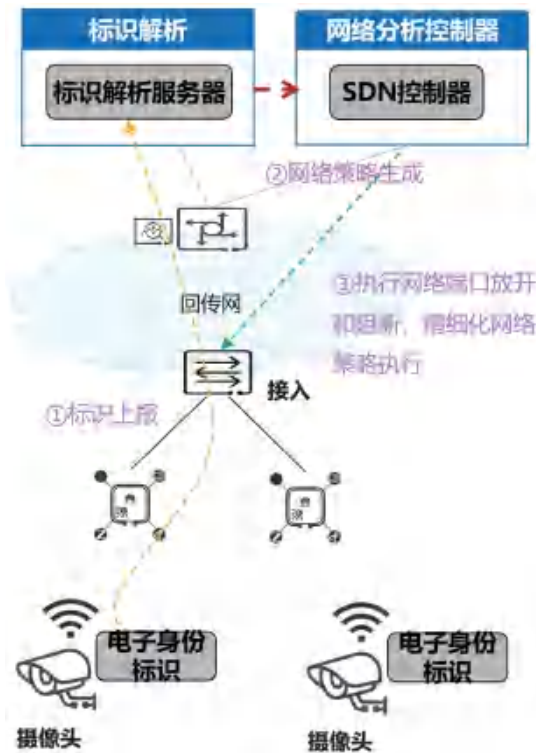 标识解析
网络分析控制器
标识解析服务器
SDN控制器
②网络策略生成
回传网
③执行网络端口放开
和阻断、精细化网络
策略执行
接入
①标识上报
电子身份
标识
电子身份
标识
摄像头
摄像头